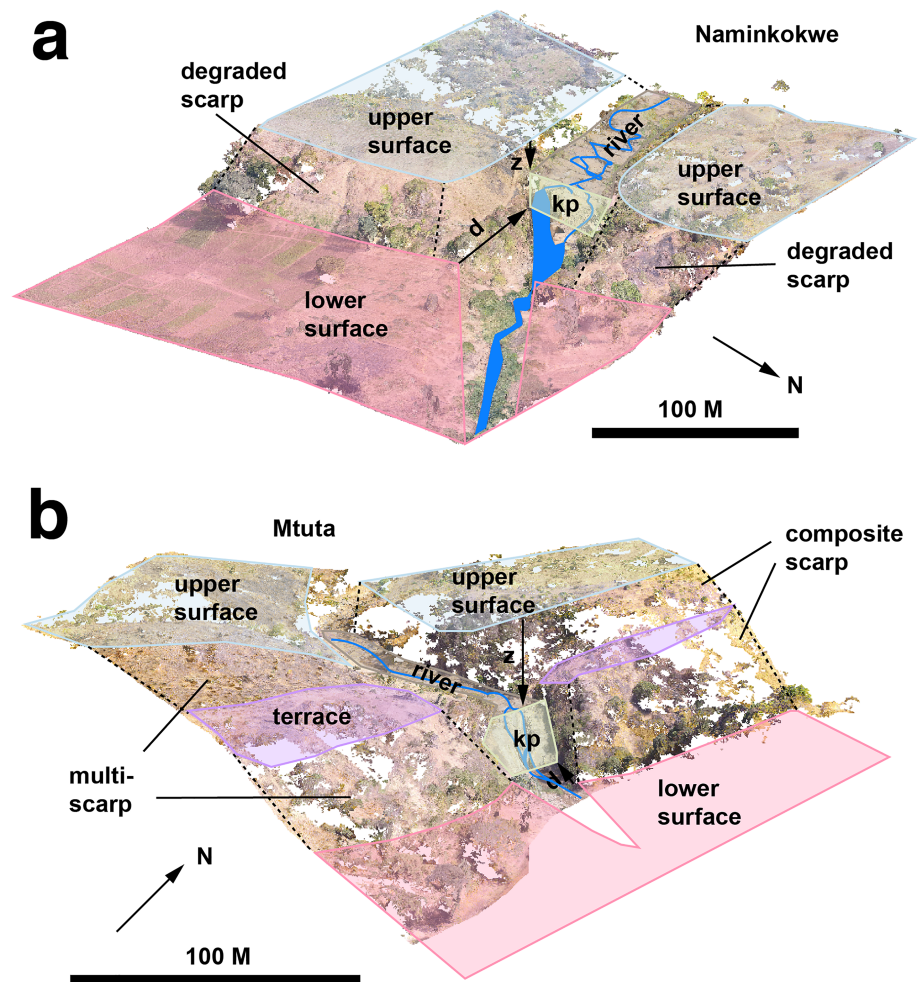 a
Naminkokwe
degraded
scarp
upper
surface
river
z
upper
surface
kp
d
degraded
scarp
lower
surface
N
100 M
b
Mtuta
composite
scarp
upper
surface
upper
surface
z
river
terrace
kp
d
multi-
scarp
lower
surface
N
100 M